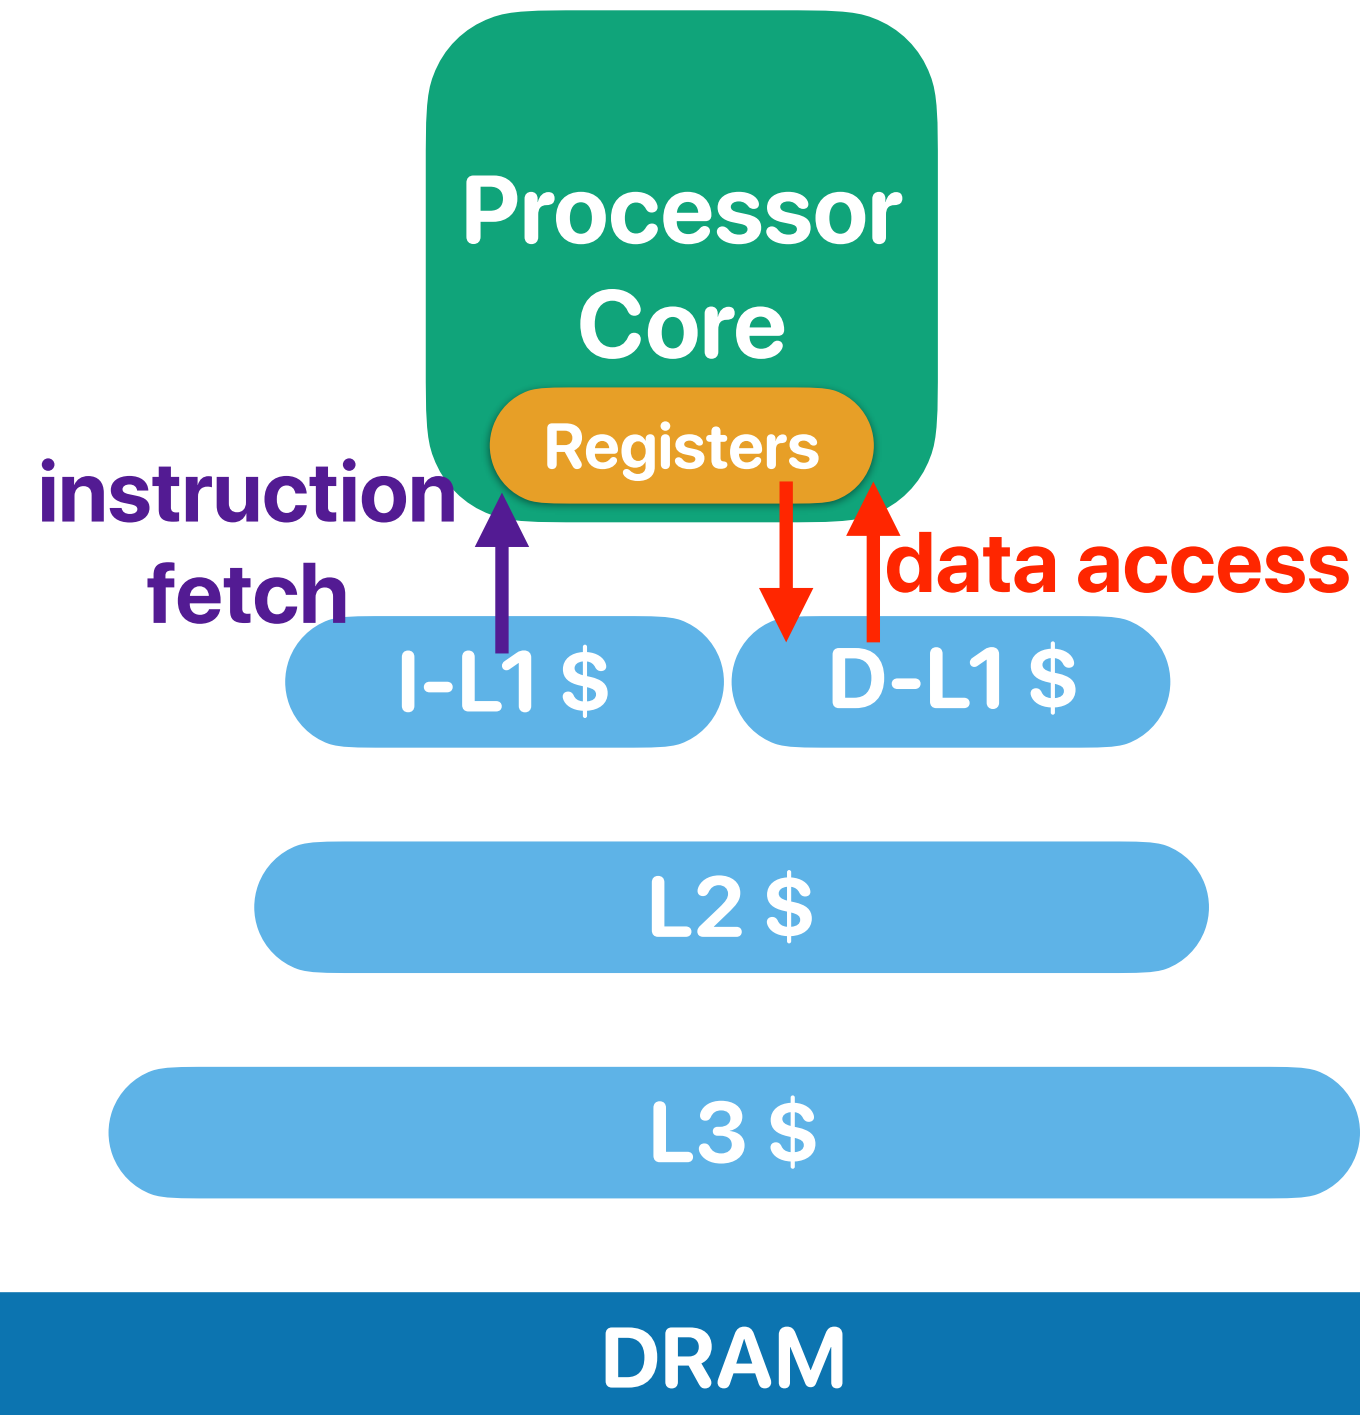 Processor
Core
Registers
instruction
fetch
data access
I-L1 $
D-L1 $
L2 $
L3 $
DRAM